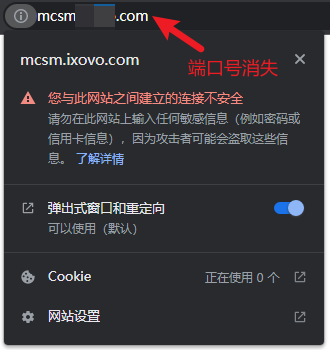 mcsm .com
端口号消失
mcsm.ixovo.com
您与此网站之间建立的连接不安全
请勿在此网站上输入任何敏感信息(例如密码或
信用卡信息),因为攻击者可能会盗取这些信
息。 了解详情
弹出式窗口和重定向
可以使用(默认)
Cookie
正在使用 0 个
网站设置